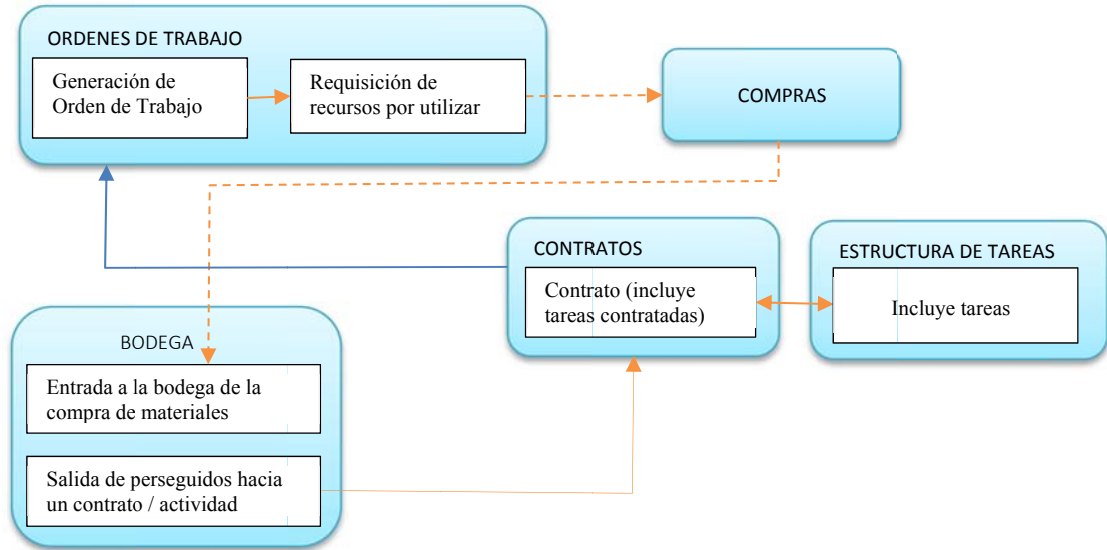 ORDENES DE TRABAJO
Generación de
Orden de Trabajo
Requisición de
recursos por utilizar
COMPRAS
CONTRATOS
Contrato (incluye
tareas contratadas)
ESTRUCTURA DE TAREAS
Incluye tareas
BODEGA
Entrada a la bodega de la
compra de materiales
Salida de perseguidos hacia
un contrato / actividad